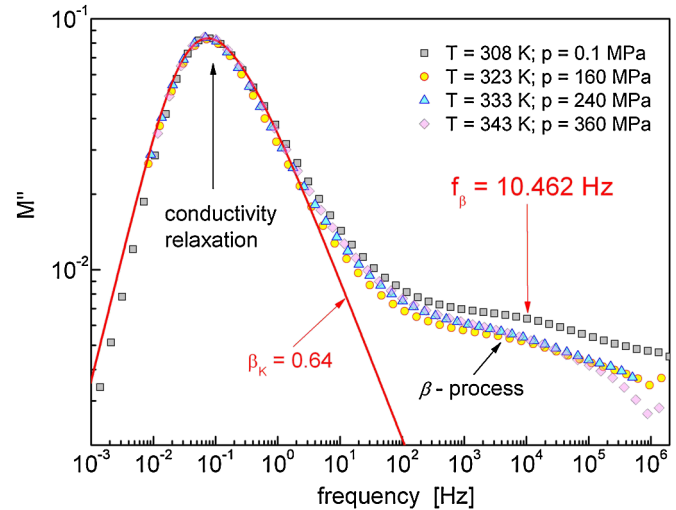 M''
10⁻¹
10⁻²
T = 308 K; p = 0.1 MPa
T = 323 K; p = 160 MPa
T = 333 K; p = 240 MPa
T = 343 K; p = 360 MPa
conductivity
relaxation
f_β = 10.462 Hz
β_K = 0.64
β - process
10⁻³ 10⁻² 10⁻¹ 10⁰ 10¹ 10² 10³ 10⁴ 10⁵ 10⁶
frequency [Hz]